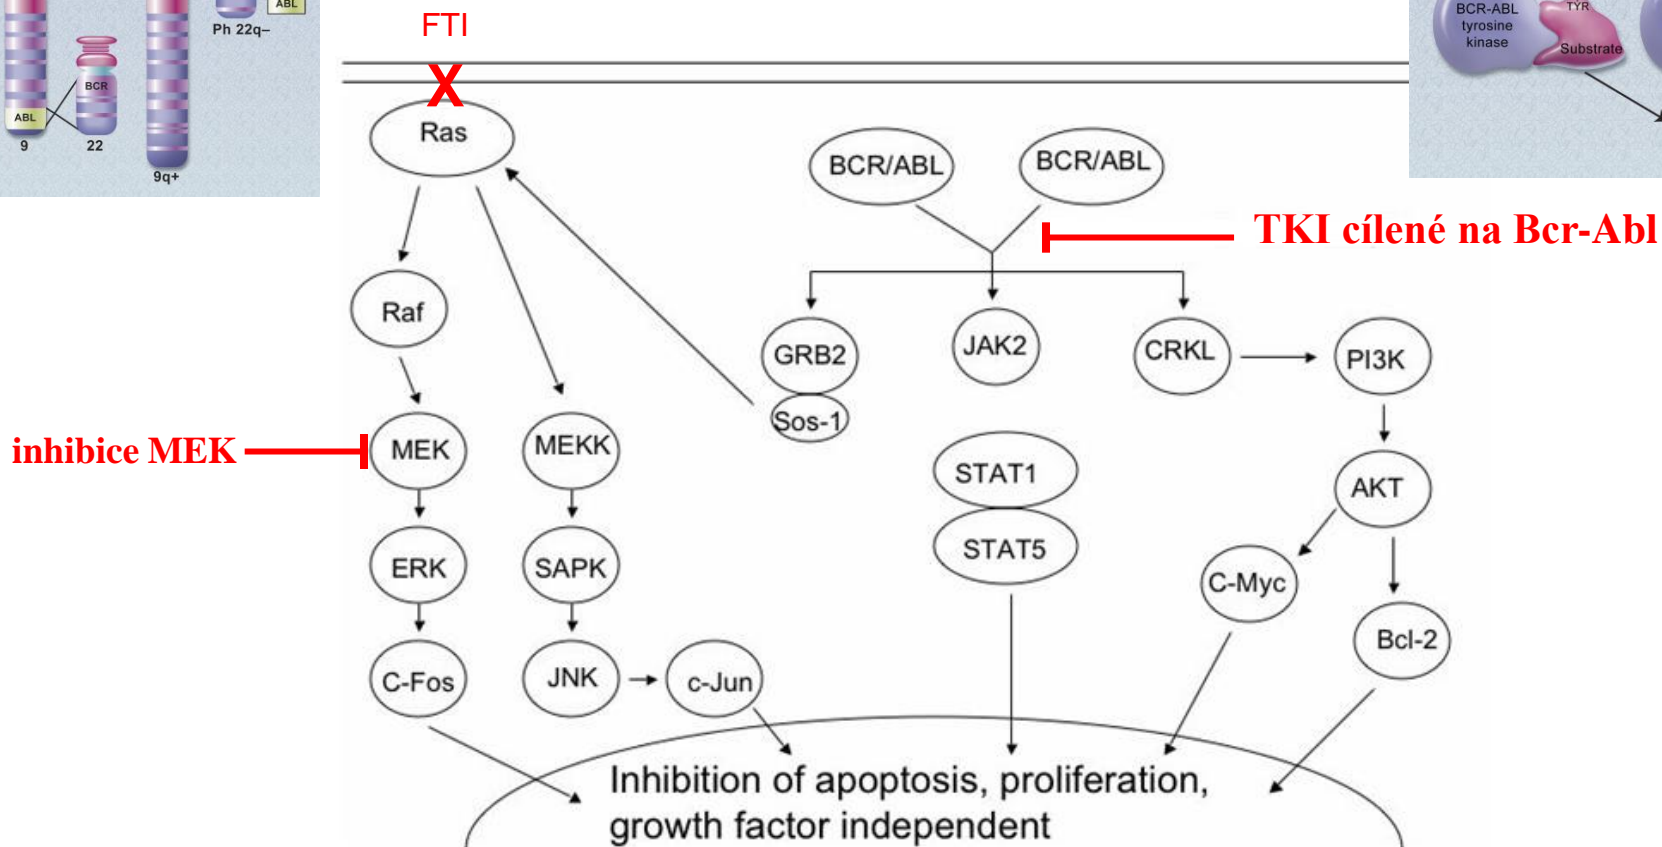 ABL
Ph 22q–
BCR
ABL
9
22
9q+
FTI
X
BCR-ABL
tyrosine
kinase
TYR
Substrate
Ras
BCR/ABL
BCR/ABL
TKI cílené na Bcr-Abl
Raf
GRB2
JAK2
CRKL
PI3K
Sos-1
inhibice MEK
MEK
MEKK
STAT1
AKT
ERK
SAPK
STAT5
C-Myc
Bcl-2
C-Fos
JNK
c-Jun
Inhibition of apoptosis, proliferation,
growth factor independent